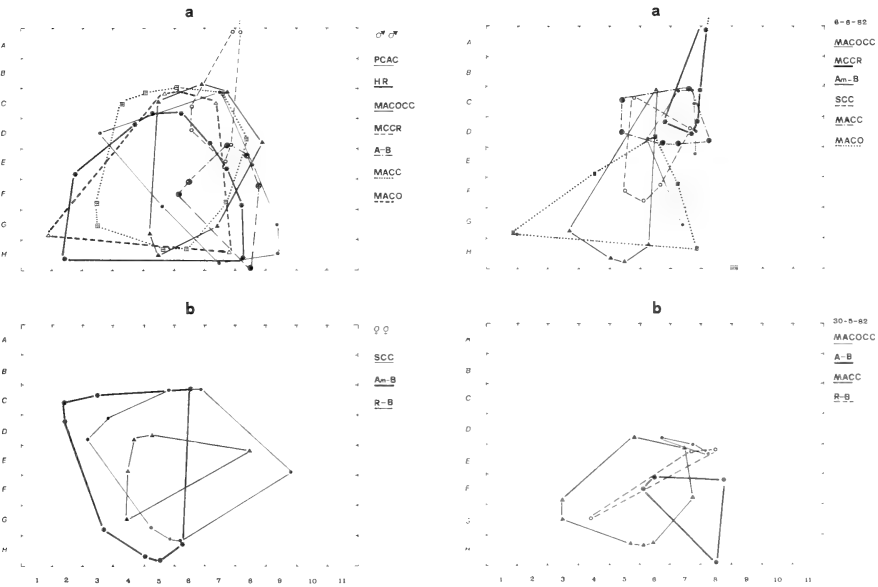 a
♂♂
A
B
C
D
E
F
G
H
PCAC
HR
MACOCC
MCCR
A-B
MACC
MACO
a
6-6-82
A
B
C
D
E
F
G
H
MACOCC
MCCR
Am-B
SCC
MACC
MACO
b
♀♀
A
B
C
D
E
F
G
H
SCC
Am-B
R-B
1 2 3 4 5 6 7 8 9 10 11
b
30-5-82
A
B
C
D
E
F
G
H
MACOCC
A-B
MACC
R-B
1 2 3 4 5 6 7 8 9 10 11